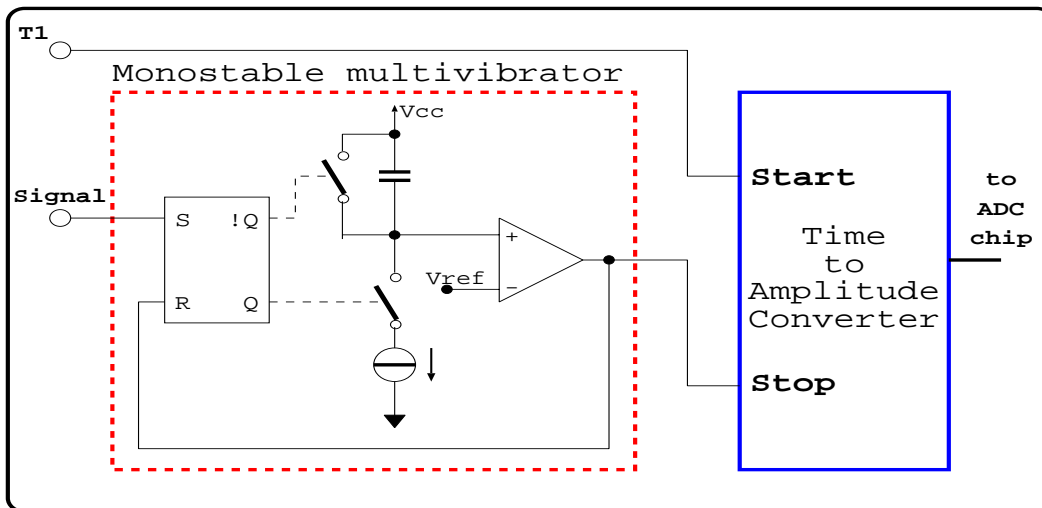 T1
Monostable multivibrator
Vcc
Signal
S !Q
R Q
+
Vref
−
Start
Time
to
Amplitude
Converter
Stop
to
ADC
chip